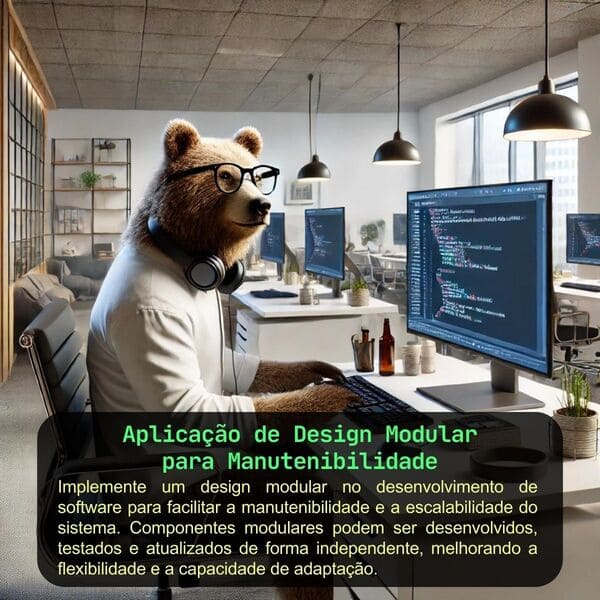 Aplicação de Design Modular
para Manutenibilidade
Implemente um design modular no desenvolvimento de
software para facilitar a manutenibilidade e a escalabilidade do
sistema. Componentes modulares podem ser desenvolvidos,
testados e atualizados de forma independente, melhorando a
flexibilidade e a capacidade de adaptação.